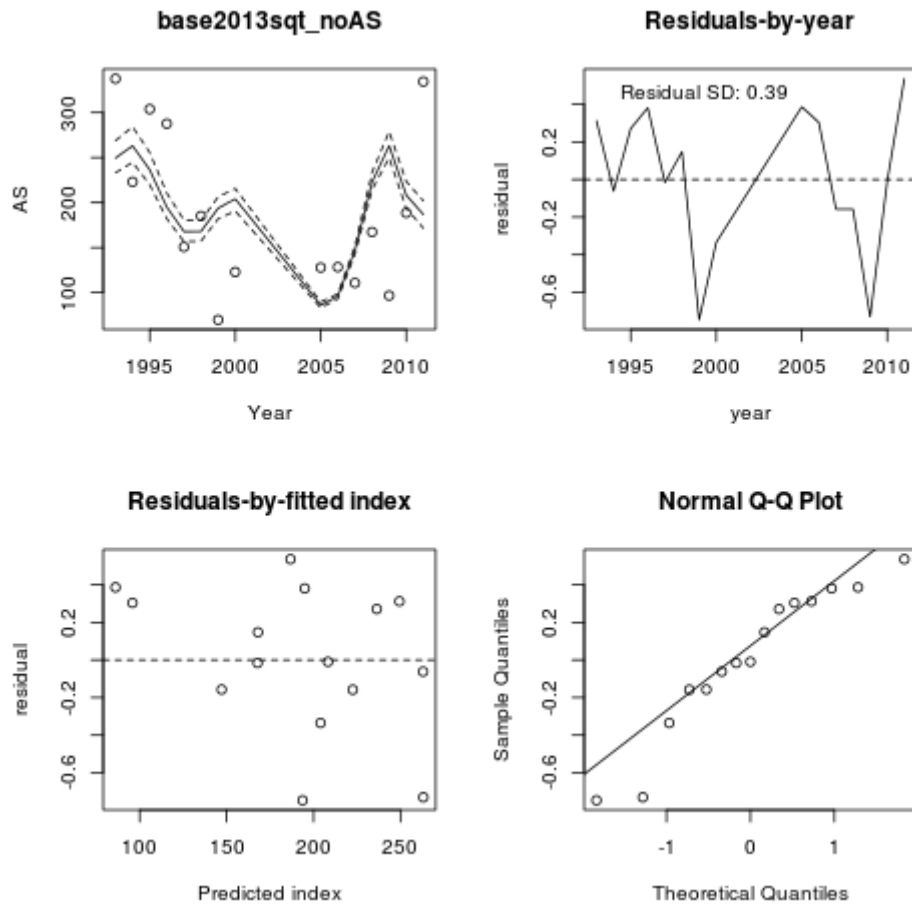 base2013sqt_noAS
AS
300
200
100
1995 2000 2005 2010
Year
Residuals-by-year
Residual SD: 0.39
residual
0.2
-0.2
-0.6
1995 2000 2005 2010
year
Residuals-by-fitted index
residual
0.2
-0.2
-0.6
100 150 200 250
Predicted index
Normal Q-Q Plot
Sample Quantiles
0.2
-0.2
-0.6
-1 0 1
Theoretical Quantiles